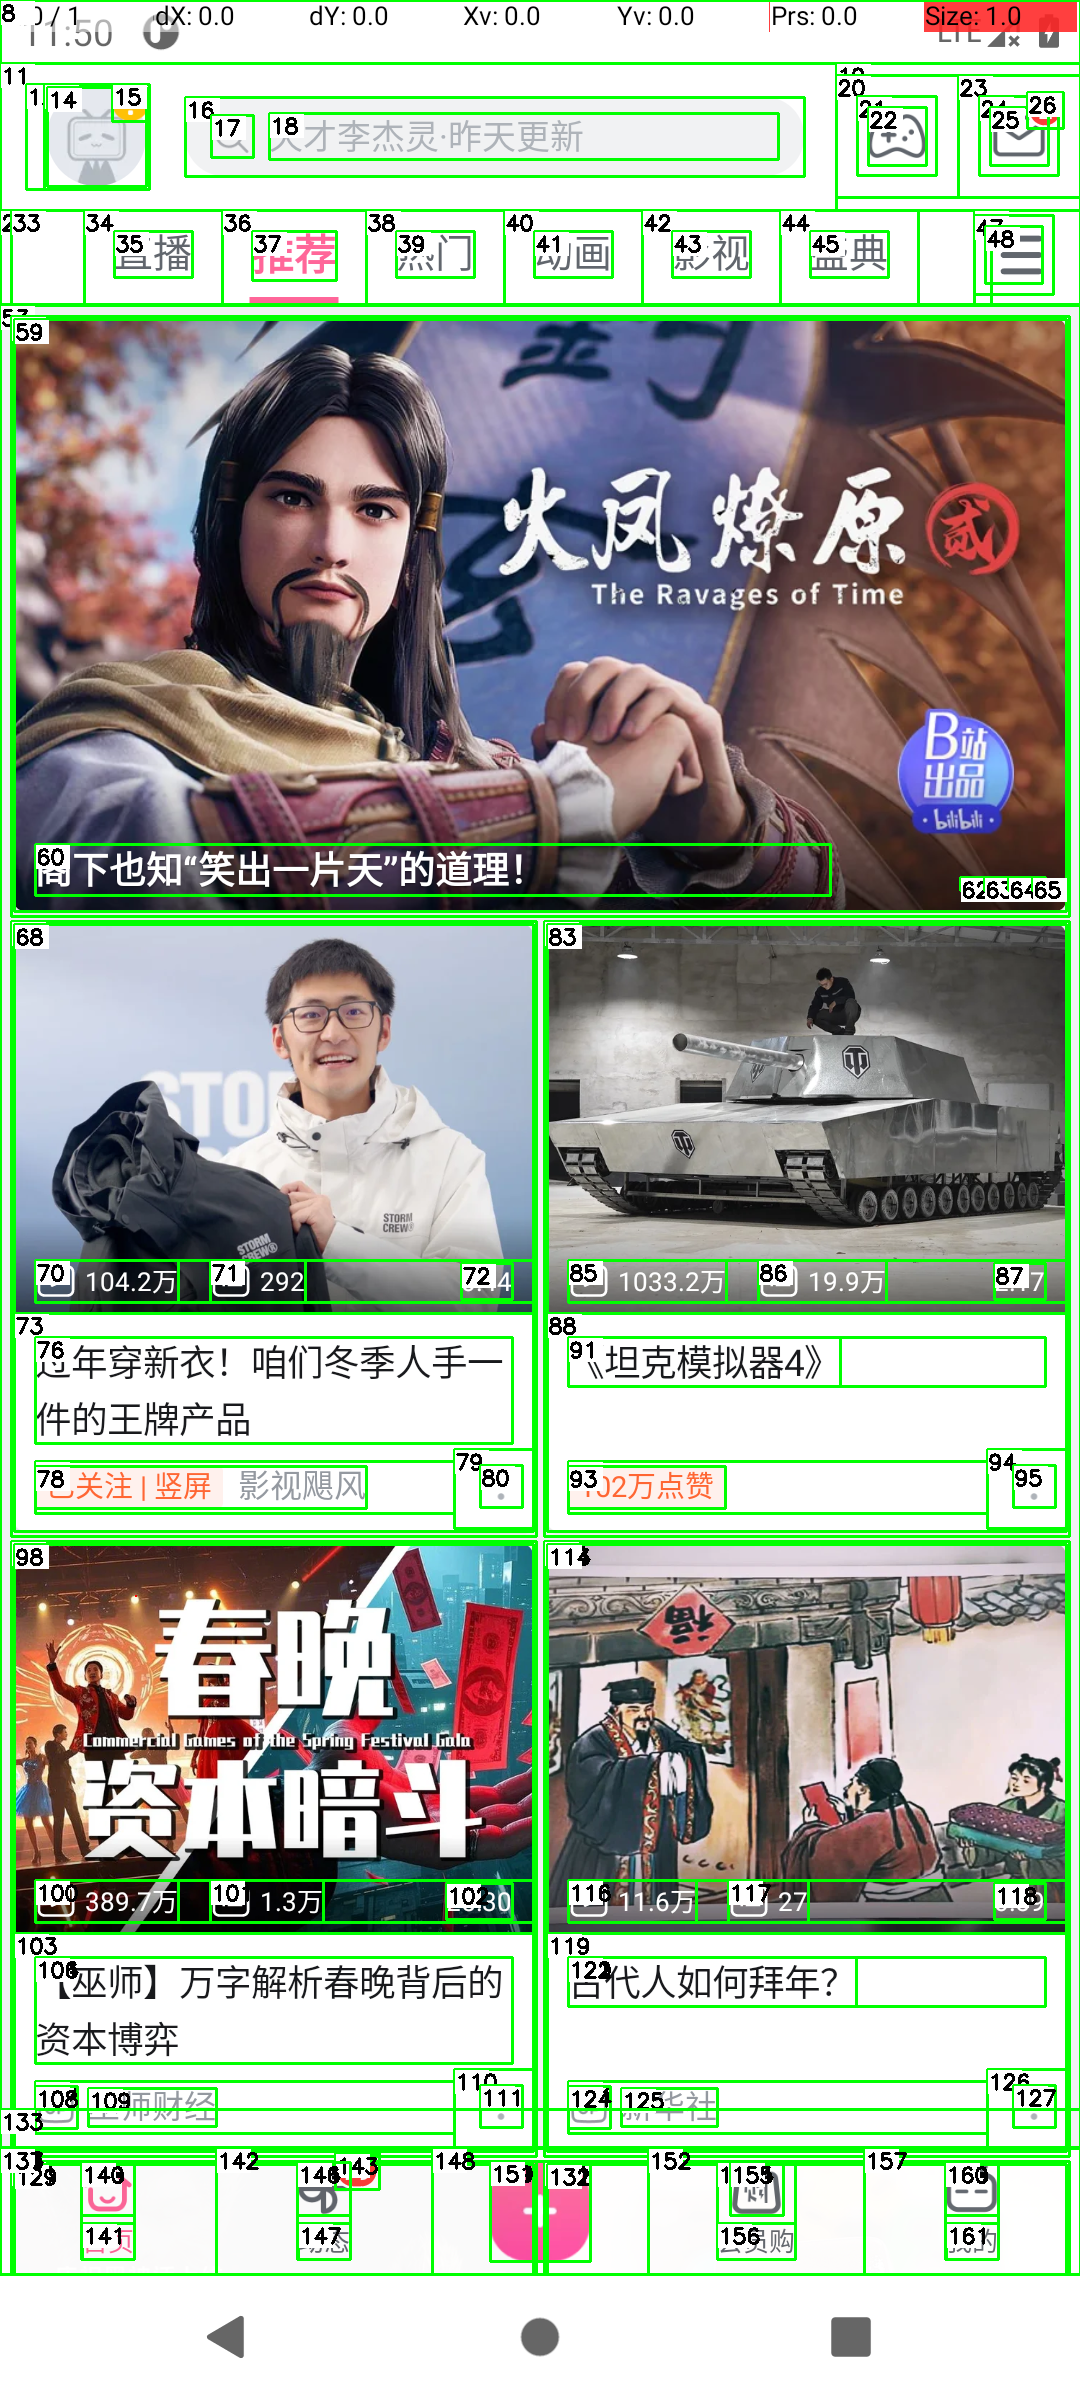 0 / 1 dX: 0.0 dY: 0.0 Xv: 0.0 Yv: 0.0 Prs: 0.0 Size: 1.0
11:50 LTE
天才李杰灵·昨天更新
直播 推荐 热门 动画 影视 盛典
火凤燎原 贰
The Ravages of Time
B站
出品
bilibili
阁下也知“笑出一片天”的道理！
STORM
CREW®
STORM
CREW®
104.2万 292
1033.2万 19.9万
过年穿新衣！咱们冬季人手一
件的王牌产品
已关注 | 竖屏 影视飓风
《坦克模拟器4》
102万点赞
春晚
Commercial Games of the Spring Festival Gala
资本暗斗
389.7万 1.3万
福
11.6万 27
【巫师】万字解析春晚背后的
资本博弈
巫师财经
古代人如何拜年？
新华社
首页 动态 会员购 我的